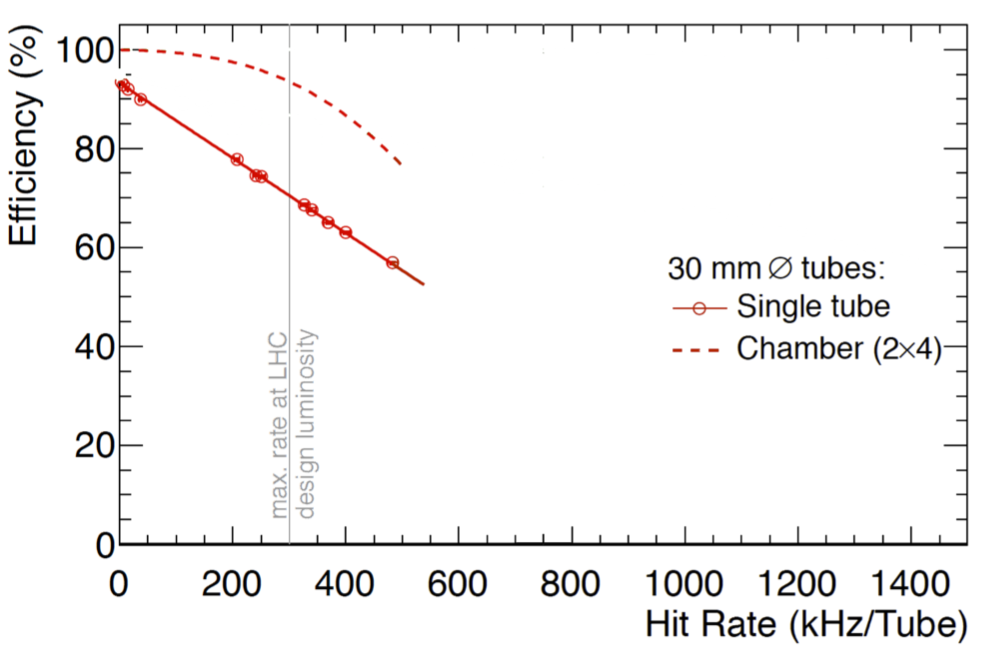 Efficiency (%)
100
80
60
40
20
0
0 200 400 600 800 1000 1200 1400
Hit Rate (kHz/Tube)
max. rate at LHC
design luminosity
30 mm ∅ tubes:
Single tube
Chamber (2×4)